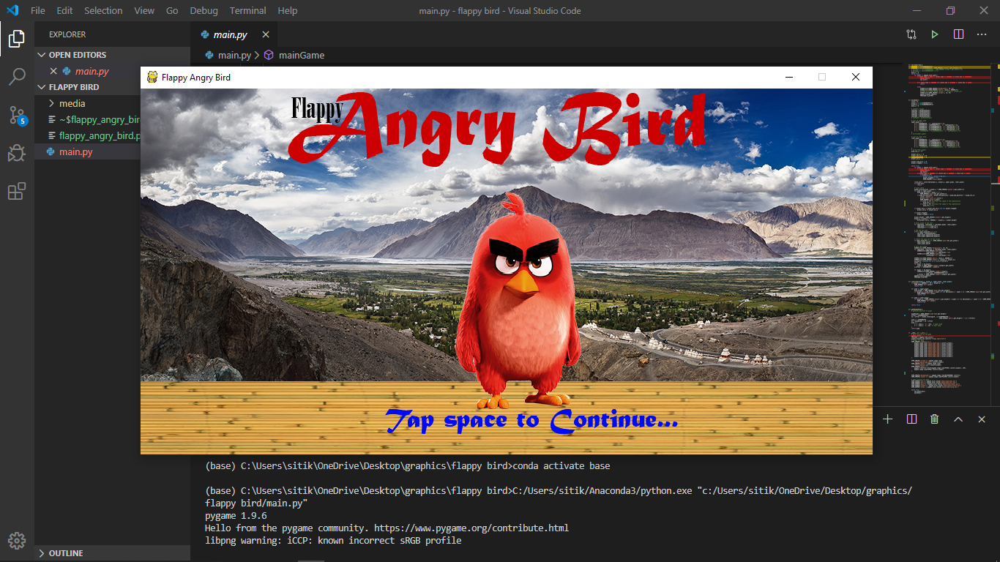 File Edit Selection View Go Debug Terminal Help
main.py - flappy bird - Visual Studio Code
EXPLORER
main.py
OPEN EDITORS
main.py > mainGame
main.py
FLAPPY BIRD
Flappy Angry Bird
media
~$flappy_angry_bir
5
flappy_angry_bird.p
main.py
Flappy
Angry Bird
Tap space to Continue...
(base) C:\Users\sitik\OneDrive\Desktop\graphics\flappy bird>conda activate base
(base) C:\Users\sitik\OneDrive\Desktop\graphics\flappy bird>C:/Users/sitik/Anaconda3/python.exe "c:/Users/sitik/OneDrive/Desktop/graphics/
flappy bird/main.py"
pygame 1.9.6
Hello from the pygame community. https://www.pygame.org/contribute.html
libpng warning: iCCP: known incorrect sRGB profile
OUTLINE